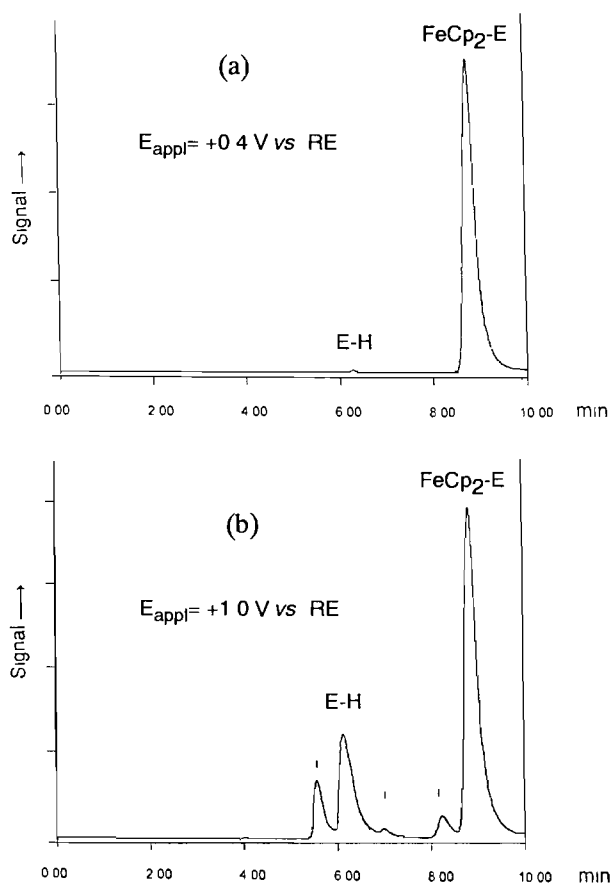 FeCp2-E
(a)
Eappl= +0 4 V vs RE
Signal →
E-H
0 00 2 00 4 00 6 00 8 00 10 00 min
FeCp2-E
(b)
Eappl= +1 0 V vs RE
Signal →
E-H
0 00 2 00 4 00 6 00 8 00 10 00 min